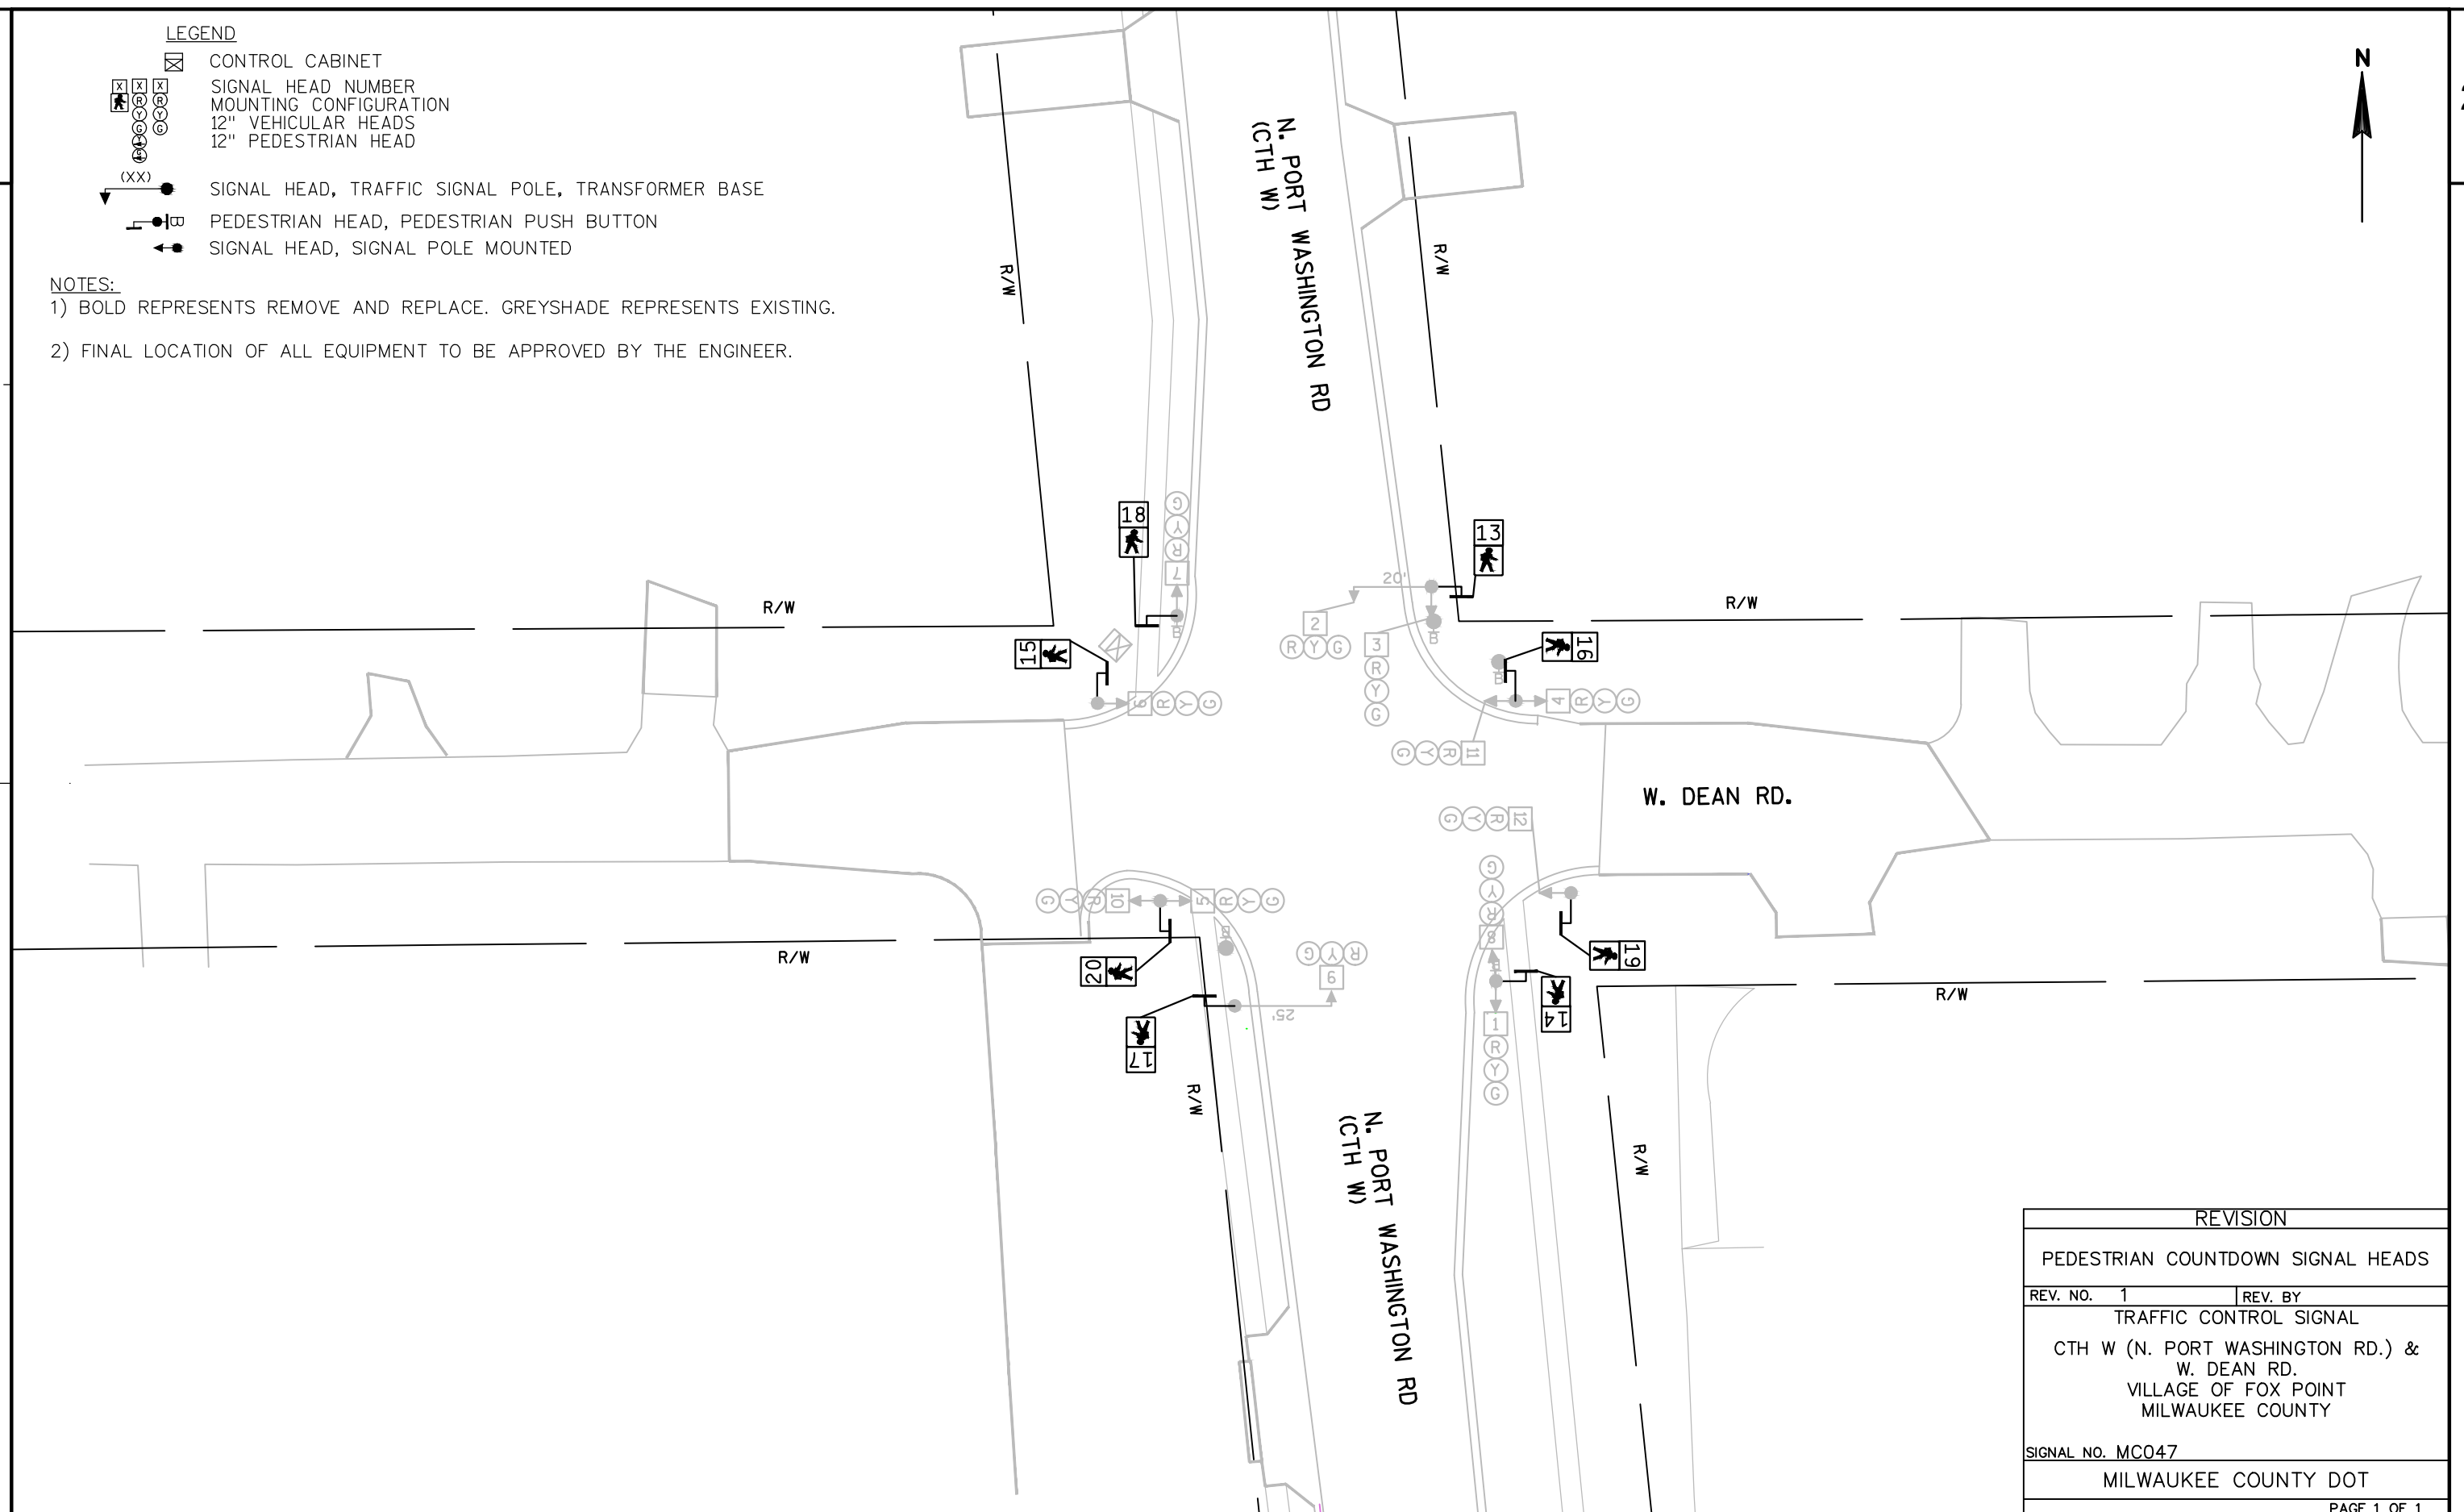 LEGEND
CONTROL CABINET
X X X
SIGNAL HEAD NUMBER
R R
MOUNTING CONFIGURATION
Y Y
12" VEHICULAR HEADS
G G
12" PEDESTRIAN HEAD
(XX)
SIGNAL HEAD, TRAFFIC SIGNAL POLE, TRANSFORMER BASE
B
PEDESTRIAN HEAD, PEDESTRIAN PUSH BUTTON
SIGNAL HEAD, SIGNAL POLE MOUNTED
NOTES:
1) BOLD REPRESENTS REMOVE AND REPLACE. GREYSHADE REPRESENTS EXISTING.
2) FINAL LOCATION OF ALL EQUIPMENT TO BE APPROVED BY THE ENGINEER.
N
N. PORT WASHINGTON RD
(CTH W)
R/W
R/W
18
7 R Y G
B
13
20'
2
R Y G
3
R
Y
G
B
R/W
R/W
15
6 R Y G
16
B
4 R Y G
11 R Y G
W. DEAN RD.
12 R Y G
10 R Y G
5 R Y G
B
8 R Y G
B
9
R Y G
25'
20
19
14
17
1
R
Y
G
R/W
R/W
R/W
R/W
N. PORT WASHINGTON RD
(CTH W)
REVISION
PEDESTRIAN COUNTDOWN SIGNAL HEADS
REV. NO. 1 REV. BY
TRAFFIC CONTROL SIGNAL
CTH W (N. PORT WASHINGTON RD.) &
W. DEAN RD.
VILLAGE OF FOX POINT
MILWAUKEE COUNTY
SIGNAL NO. MC047
MILWAUKEE COUNTY DOT
PAGE 1 OF 1